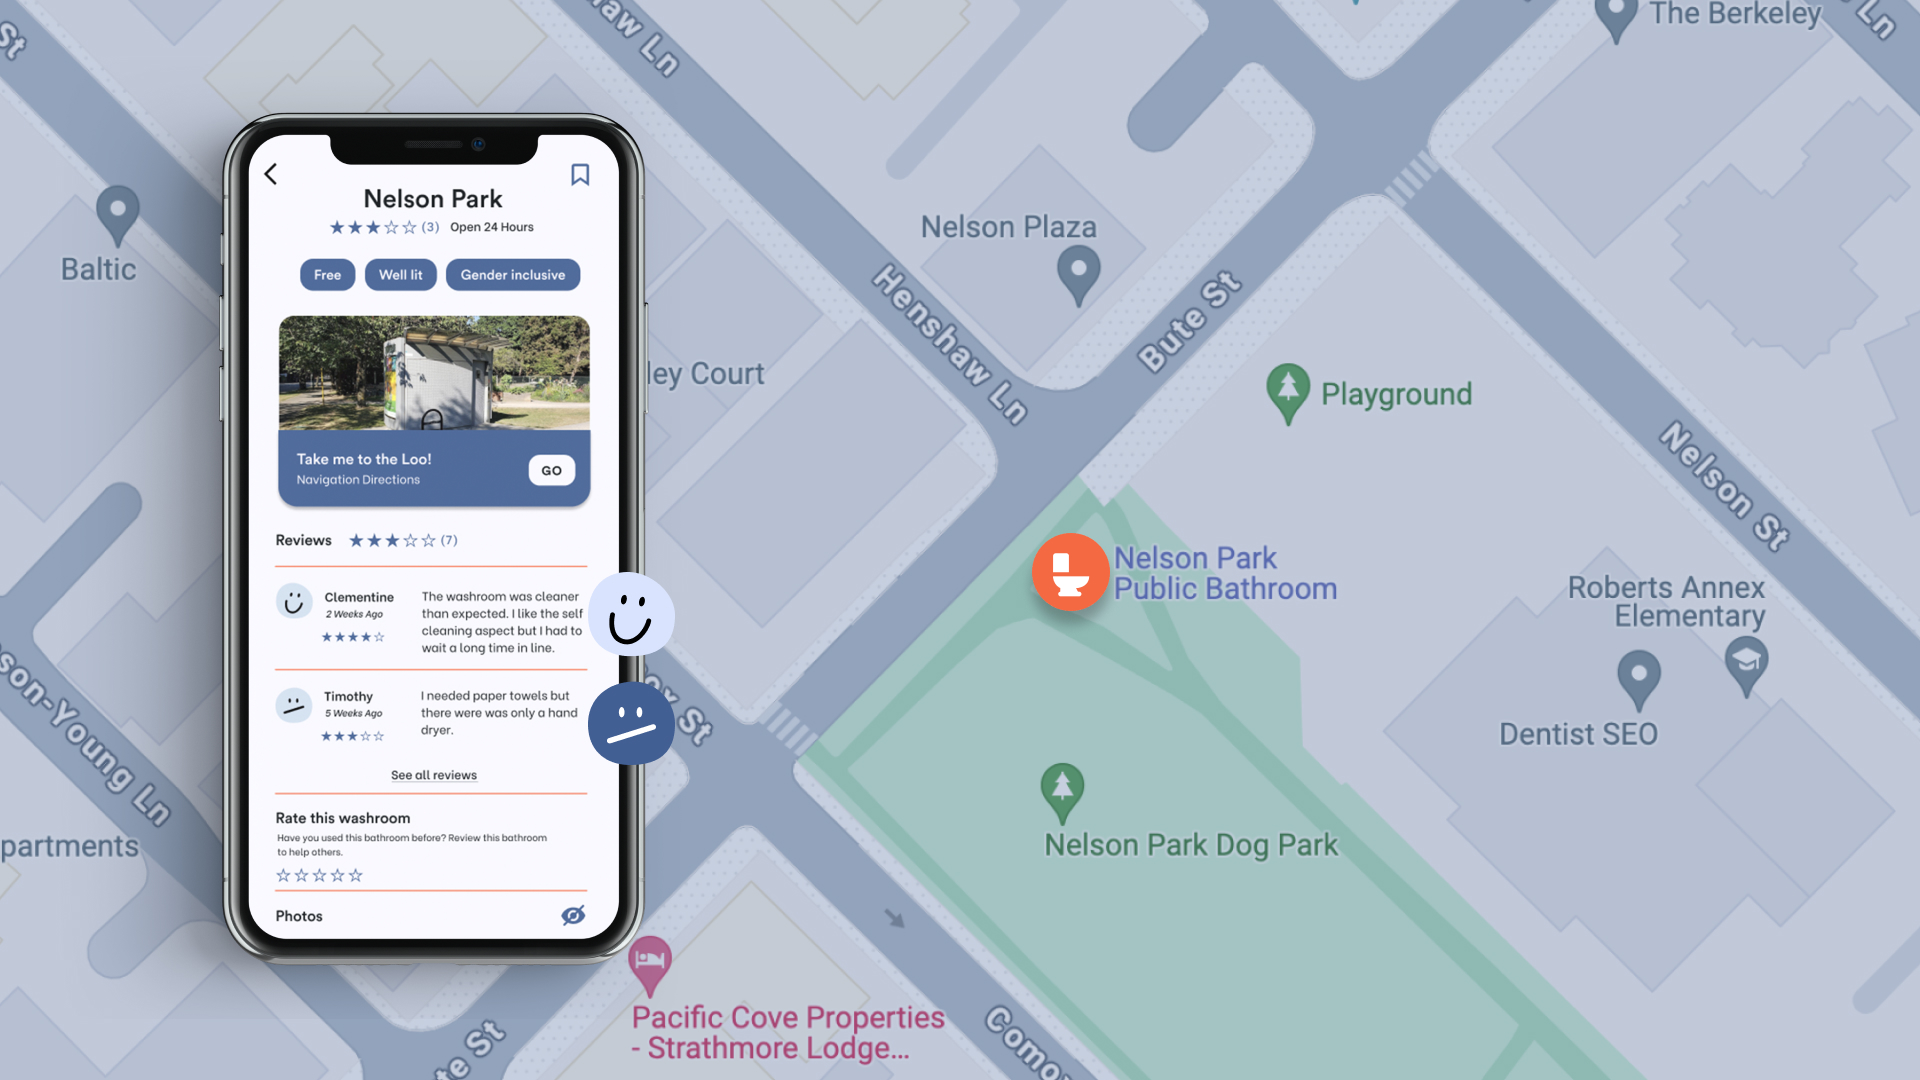 Nelson Park
(3) Open 24 Hours
Free
Well lit
Gender inclusive
Take me to the Loo!
Navigation Directions
GO
Reviews
(7)
Clementine
2 Weeks Ago
The washroom was cleaner
than expected. I like the self
cleaning aspect but I had to
wait a long time in line.
Timothy
5 Weeks Ago
I needed paper towels but
there were was only a hand
dryer.
See all reviews
Rate this washroom
Have you used this bathroom before? Review this bathroom
to help others.
Photos
St
haw Ln
The Berkeley
Ln
Baltic
Nelson Plaza
Henshaw Ln
Bute St
ley Court
Playground
Nelson St
Nelson Park
Public Bathroom
Roberts Annex
Elementary
Dentist SEO
ox St
son-Young Ln
Nelson Park Dog Park
partments
Pacific Cove Properties
- Strathmore Lodge...
te St
Como